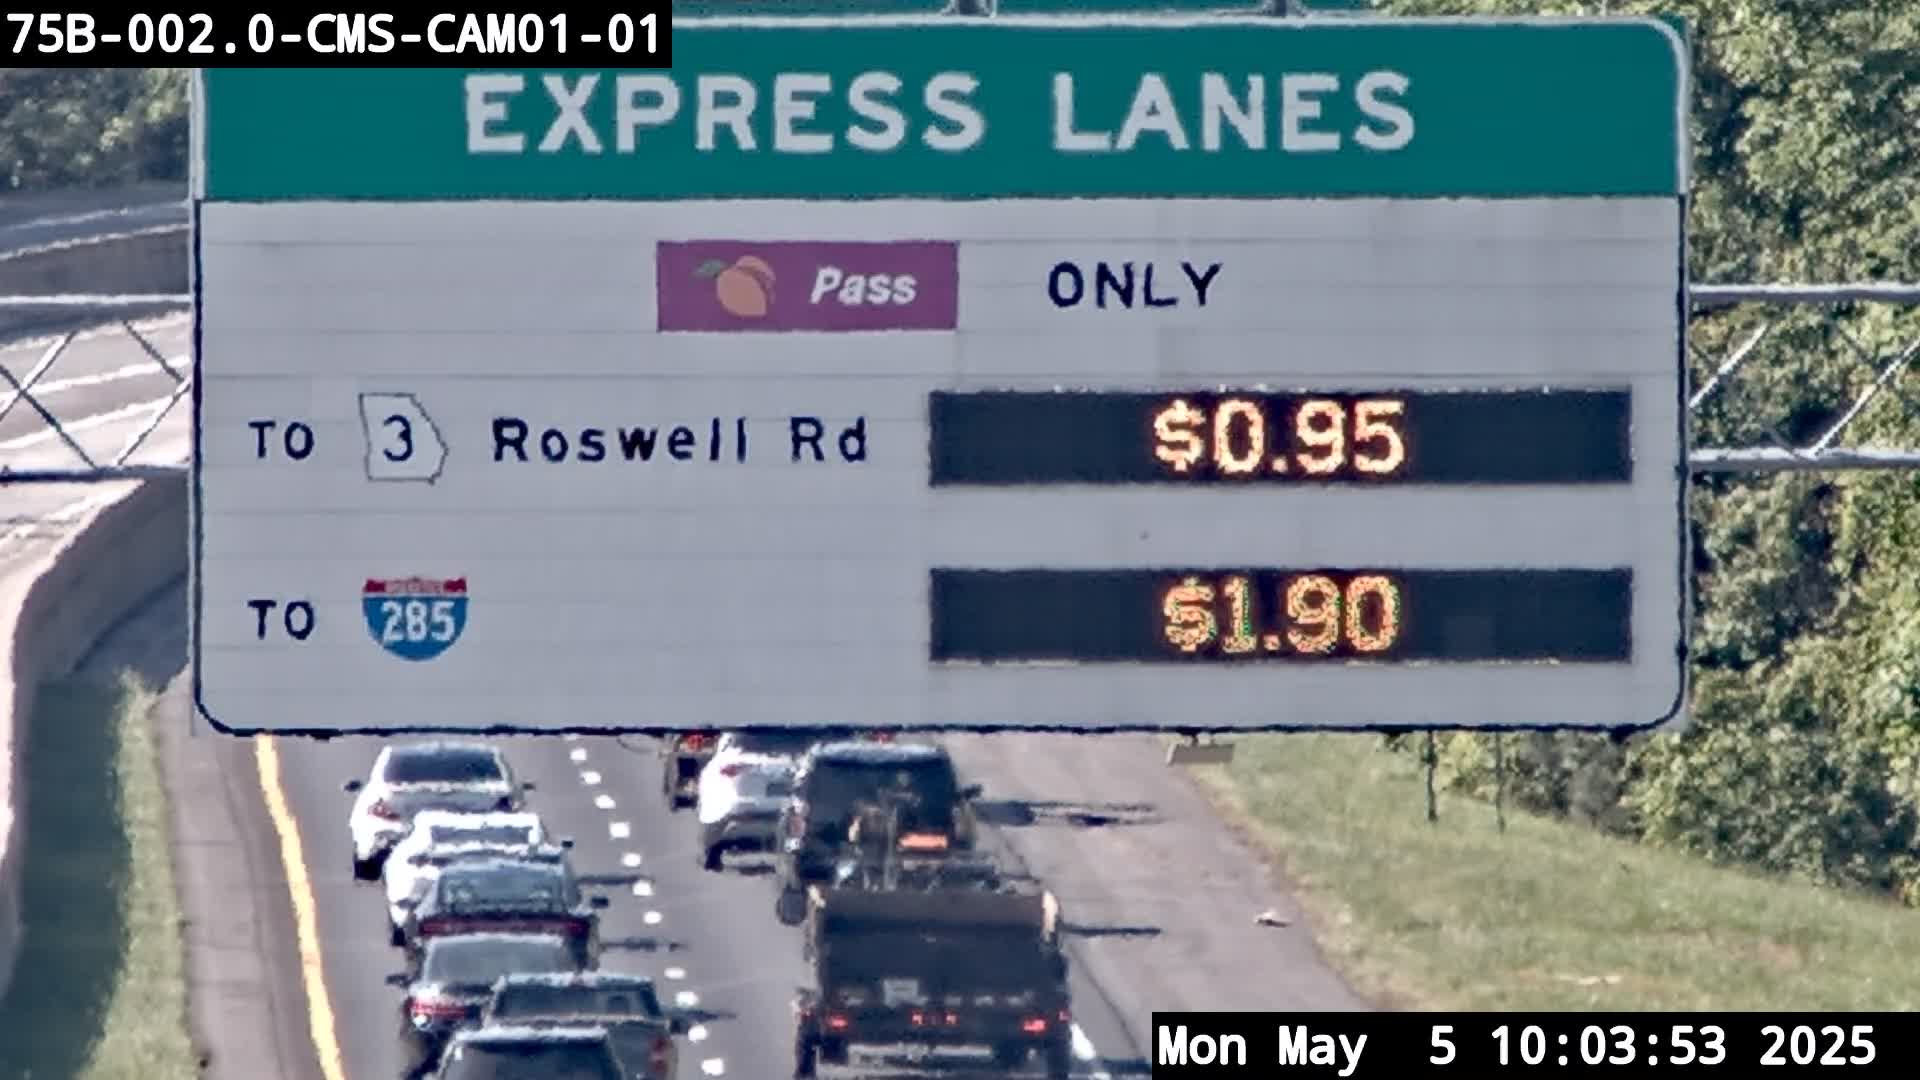 75B-002.0-CMS-CAM01-01
EXPRESS LANES
Pass ONLY
TO 3 Roswell Rd $0.95
TO 285 $1.90
Mon May 5 10:03:53 2025